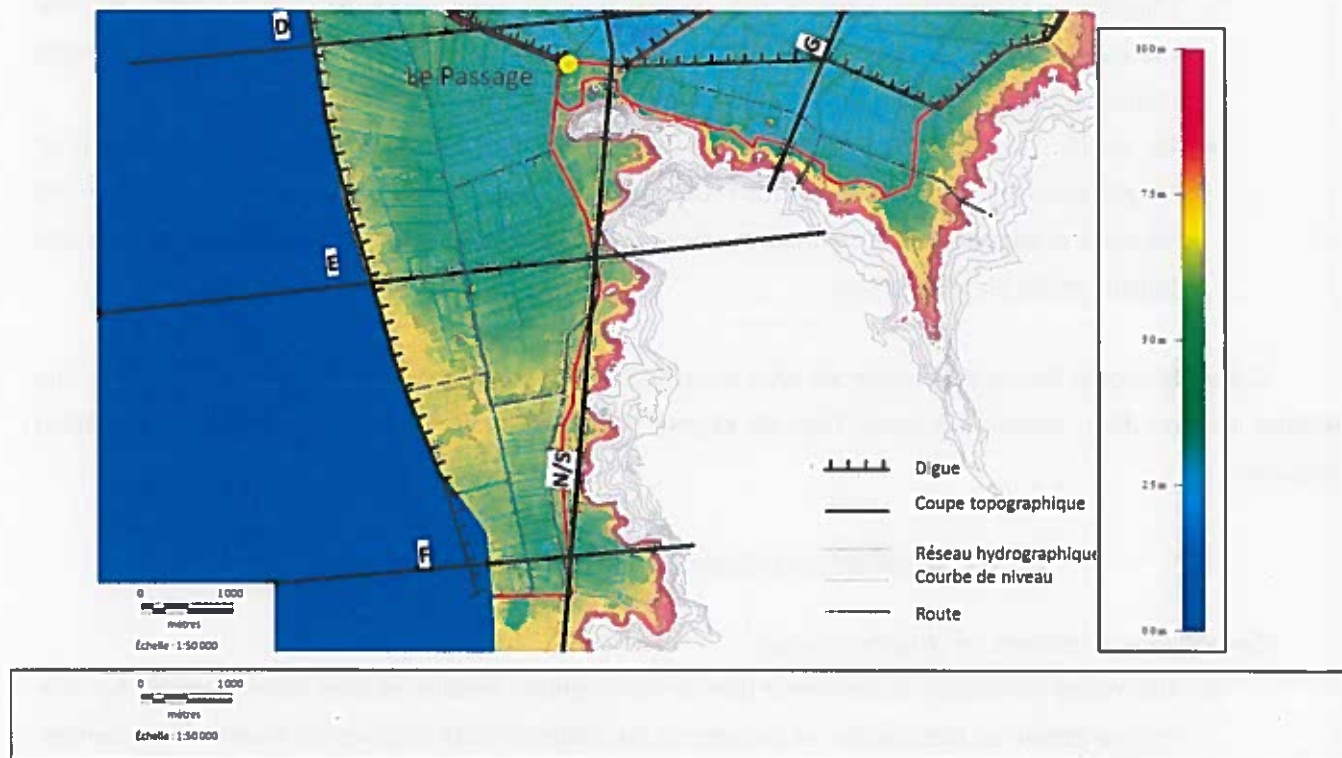 D
G
Le Passage
E
N/S
F
Digue
Coupe topographique
Réseau hydrographique
Courbe de niveau
Route
10.0 m
7.5 m
5.0 m
2.5 m
0.0 m
0 1000
mètres
Échelle : 1:50 000
0 1000
mètres
Échelle : 1:50 000